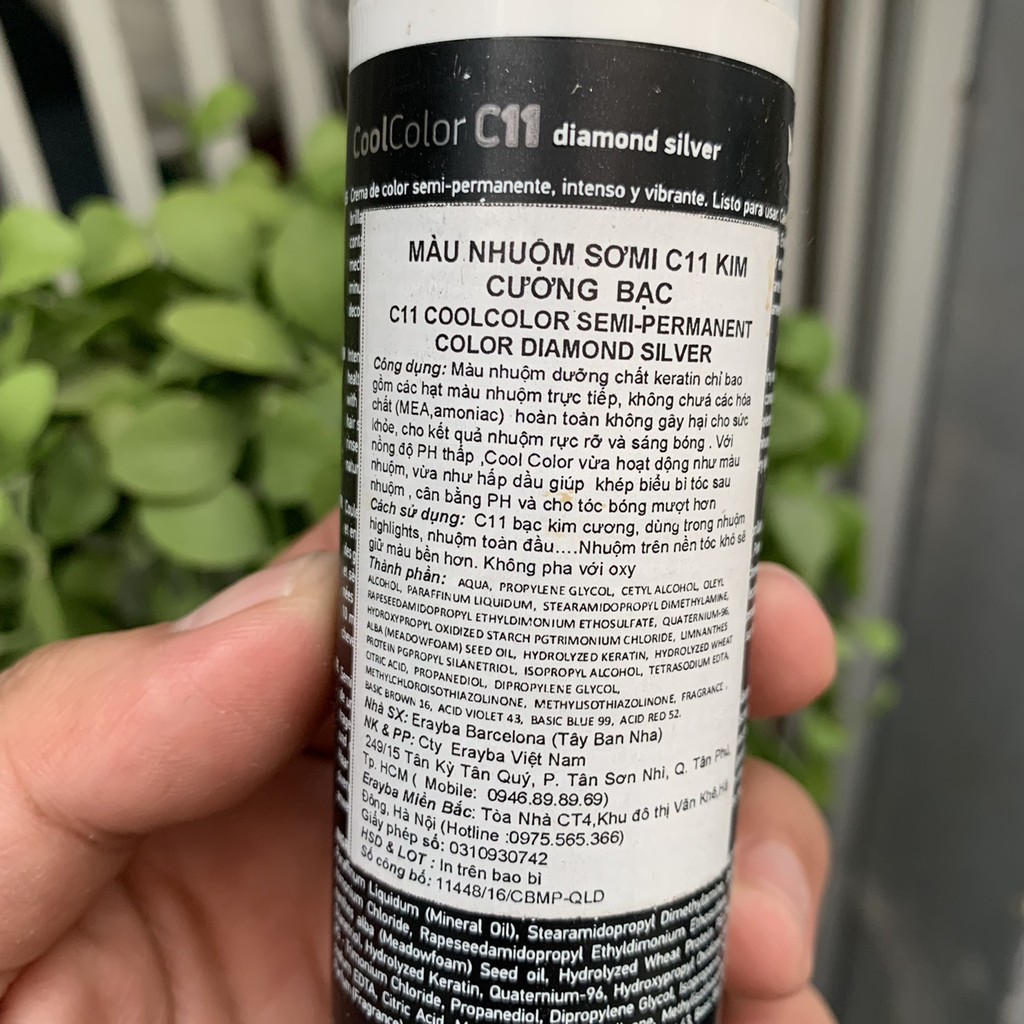 CoolColor C11 diamond silver
Crema de color semi-permanente, intenso y vibrante. Listo para usar.
MÀU NHUỘM SƠMI C11 KIM
CƯỜNG BẠC
C11 COOLCOLOR SEMI-PERMANENT
COLOR DIAMOND SILVER
Công dụng: Màu nhuộm dưỡng chất keratin chỉ bao
gồm các hạt màu nhuộm trực tiếp, không chưá các hóa
chất (MEA,amoniac) hoàn toàn không gây hại cho sức
khỏe, cho kết quả nhuộm rực rỡ và sáng bóng . Với
nồng độ PH thấp ,Cool Color vừa hoạt động như màu
nhuộm, vừa như hấp dầu giúp khép biểu bì tóc sau
nhuộm , cân bằng PH và cho tóc bóng mượt hơn
Cách sử dụng: C11 bạc kim cương, dùng trong nhuộm
highlights, nhuộm toàn đầu....Nhuộm trên nền tóc khô sẽ
giữ màu bền hơn. Không pha với oxy
Thành phần: AQUA, PROPYLENE GLYCOL, CETYL ALCOHOL, OLEYL
ALCOHOL, PARAFFINUM LIQUIDUM, STEARAMIDOPROPYL DIMETHYLAMINE,
RAPESEEDAMIDOPROPYL ETHYLDIMONIUM ETHOSULFATE, QUATERNIUM-96,
HYDROXYPROPYL OXIDIZED STARCH PGTRIMONIUM CHLORIDE, LIMNANTHES
ALBA (MEADOWFOAM) SEED OIL, HYDROLYZED KERATIN, HYDROLYZED WHEAT
PROTEIN PGPROPYL SILANETRIOL, ISOPROPYL ALCOHOL, TETRASODIUM EDTA,
CITRIC ACID, PROPANEDIOL, DIPROPYLENE GLYCOL,
METHYLCHLOROISOTHIAZOLINONE, METHYLISOTHIAZOLINONE, FRAGRANCE ,
BASIC BROWN 16, ACID VIOLET 43, BASIC BLUE 99, ACID RED 52.
Nhà SX: Erayba Barcelona (Tây Ban Nha)
NK & PP: Cty Erayba Việt Nam
249/15 Tân Kỳ Tân Quý, P. Tân Sơn Nhì, Q. Tân Phú,
Tp. HCM ( Mobile: 0946.89.89.69)
Erayba Miền Bắc: Tòa Nhà CT4,Khu đô thị Văn Khê,Hà
Đông, Hà Nội (Hotline :0975.565.366)
Giấy phép số: 0310930742
HSD & LOT : In trên bao bì
Số công bố: 11448/16/CBMP-QLD
Liquidum (Mineral Oil), Stearamidopropyl
Chloride, Rapeseedamidopropyl Ethyldimonium
alba (Meadowfoam) Seed oil, Hydrolyzed Wheat
Hydrolyzed Keratin, Quaternium-96,
Chloride, Propanediol, Dipropylene Glycol,
EDTA, Citric Acid,